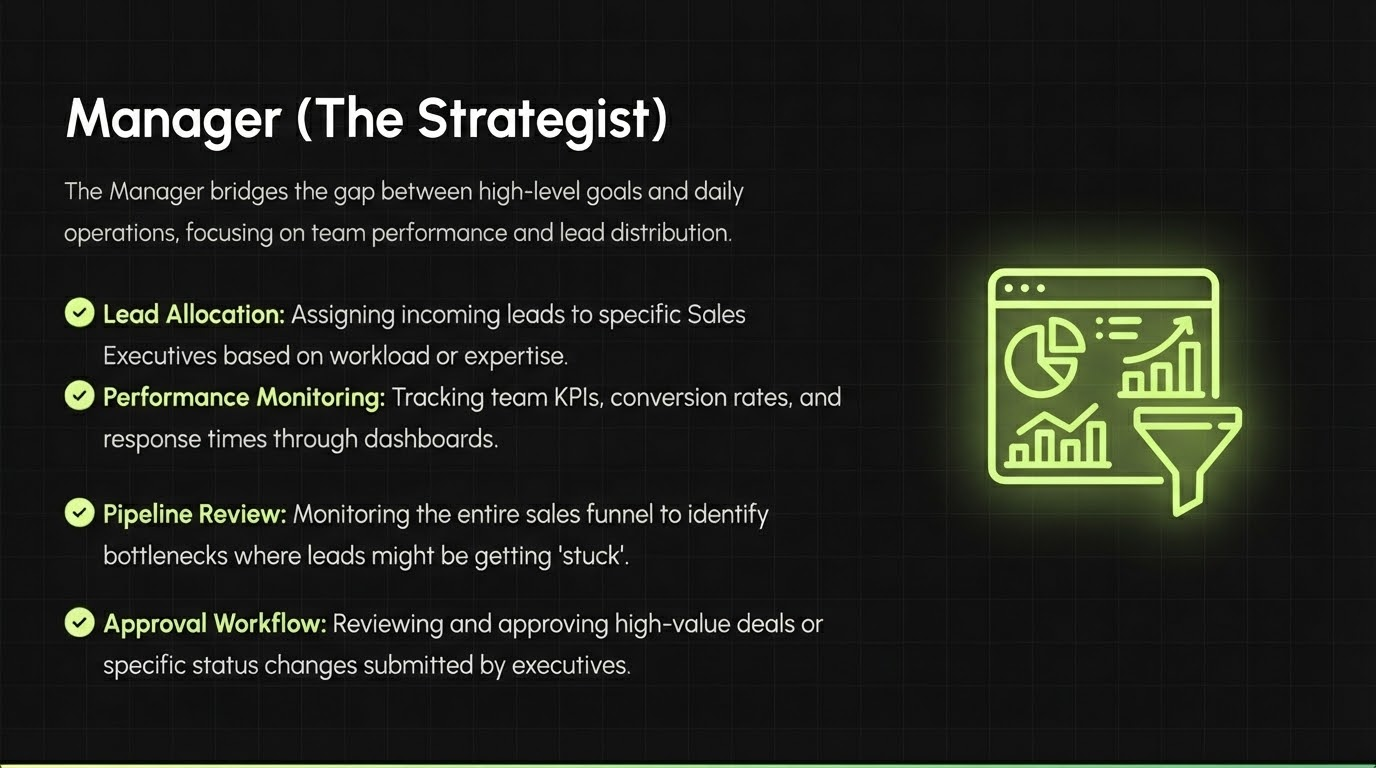 Manager (The Strategist)
The Manager bridges the gap between high-level goals and daily
operations, focusing on team performance and lead distribution.
Lead Allocation: Assigning incoming leads to specific Sales
Executives based on workload or expertise.
Performance Monitoring: Tracking team KPIs, conversion rates, and
response times through dashboards.
Pipeline Review: Monitoring the entire sales funnel to identify
bottlenecks where leads might be getting 'stuck'.
Approval Workflow: Reviewing and approving high-value deals or
specific status changes submitted by executives.